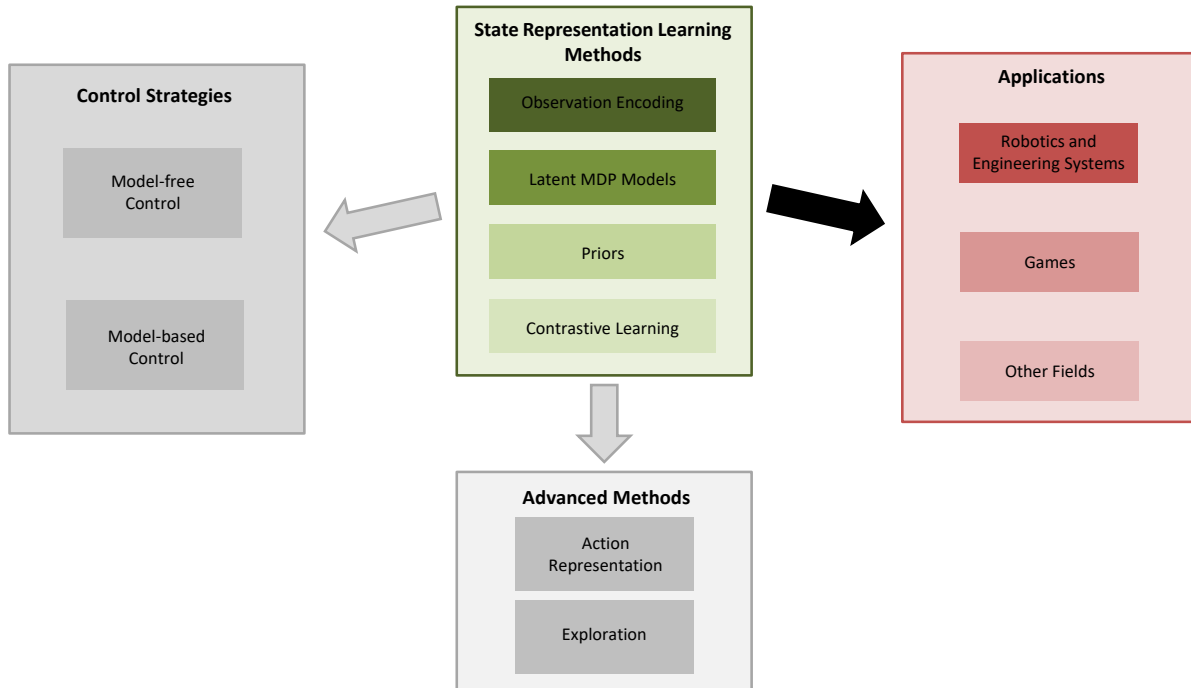 State Representation Learning
Methods
Observation Encoding
Latent MDP Models
Priors
Contrastive Learning
Control Strategies
Model-free
Control
Model-based
Control
Applications
Robotics and
Engineering Systems
Games
Other Fields
Advanced Methods
Action
Representation
Exploration